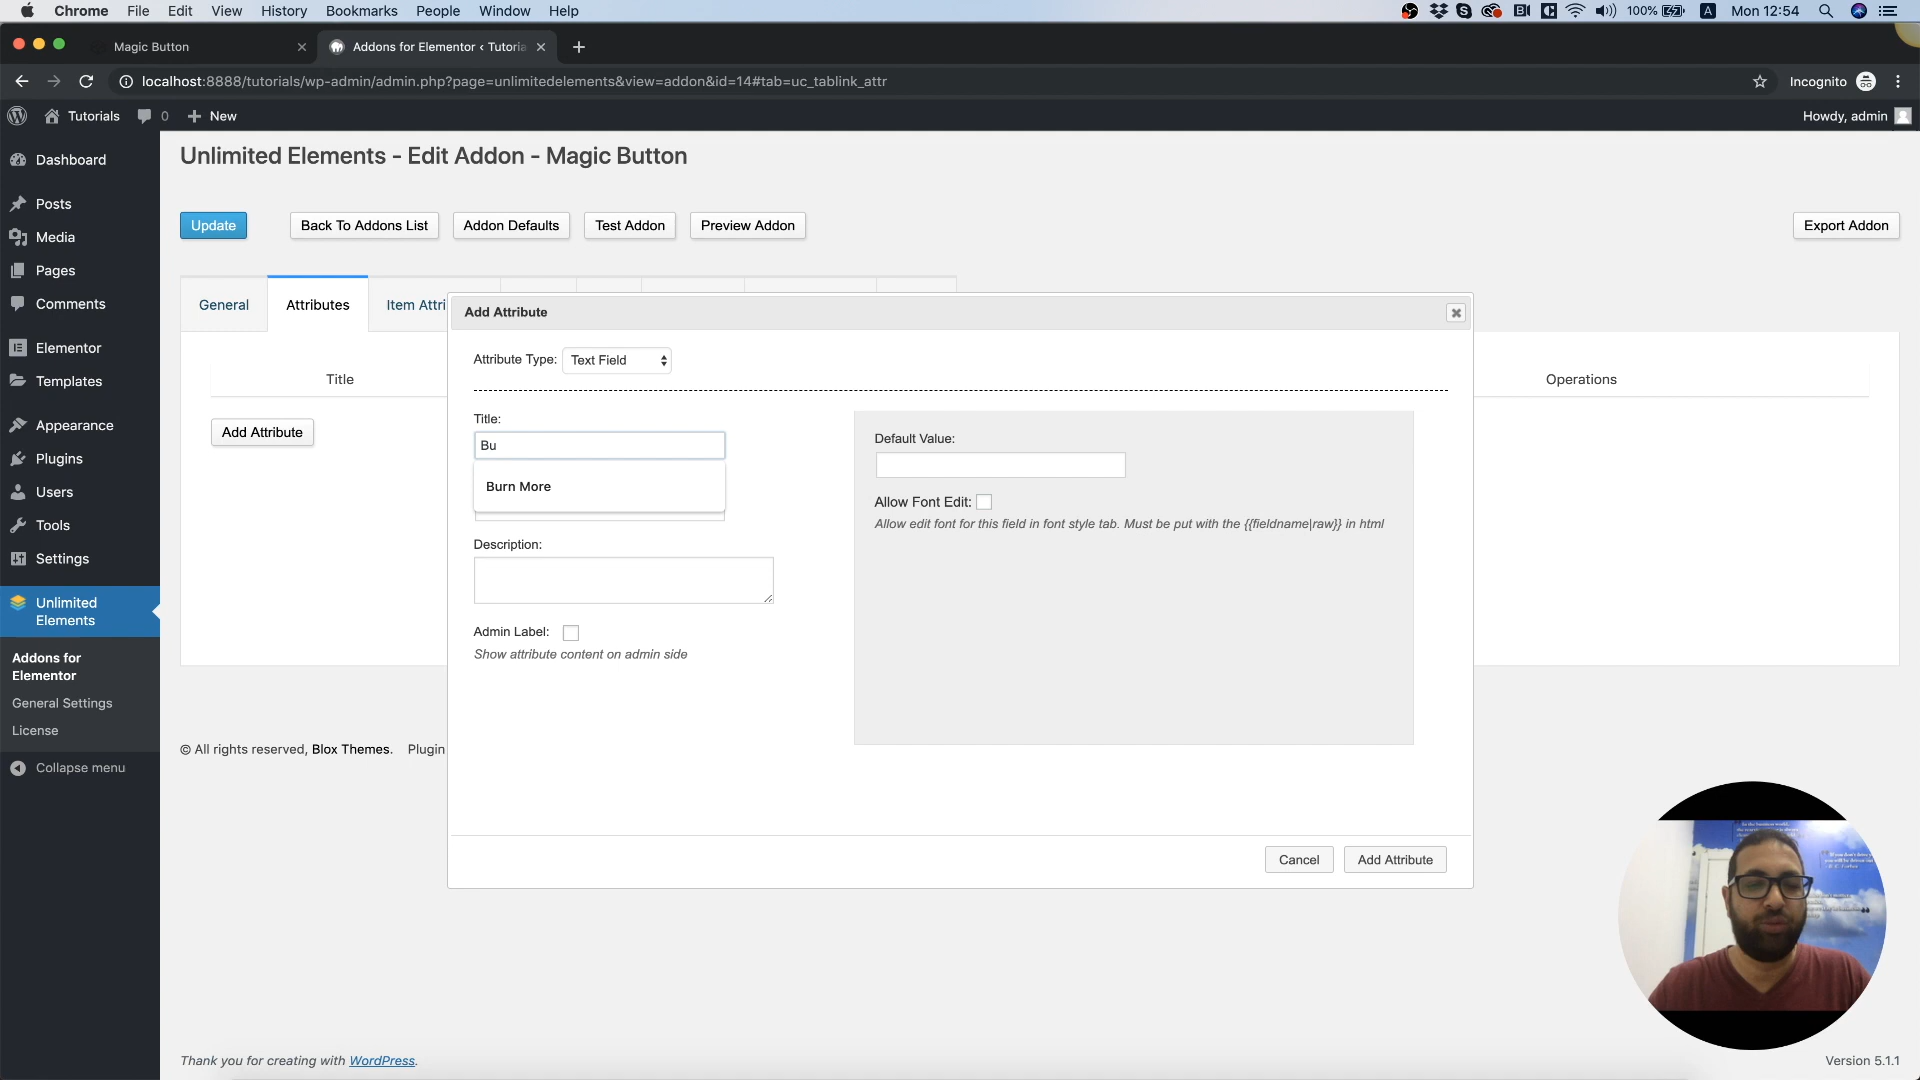 Chrome File Edit View History Bookmarks People Window Help
100% A Mon 12:54
Magic Button
Addons for Elementor ‹ Tutoria
localhost:8888/tutorials/wp-admin/admin.php?page=unlimitedelements&view=addon&id=14#tab=uc_tablink_attr
Incognito
Tutorials 0 New
Howdy, admin
Dashboard
Posts
Media
Pages
Comments
Elementor
Templates
Appearance
Plugins
Users
Tools
Settings
Unlimited
Elements
Addons for
Elementor
General Settings
License
Collapse menu
Unlimited Elements - Edit Addon - Magic Button
Update Back To Addons List Addon Defaults Test Addon Preview Addon Export Addon
General Attributes Item Attri
Title Operations
Add Attribute
Add Attribute
Attribute Type: Text Field
Title:
Bu
Burn More
Description:
Admin Label:
Show attribute content on admin side
Default Value:
Allow Font Edit:
Allow edit font for this field in font style tab. Must be put with the {{fieldname|raw}} in html
Cancel Add Attribute
© All rights reserved, Blox Themes. Plugin
Thank you for creating with WordPress.
Version 5.1.1